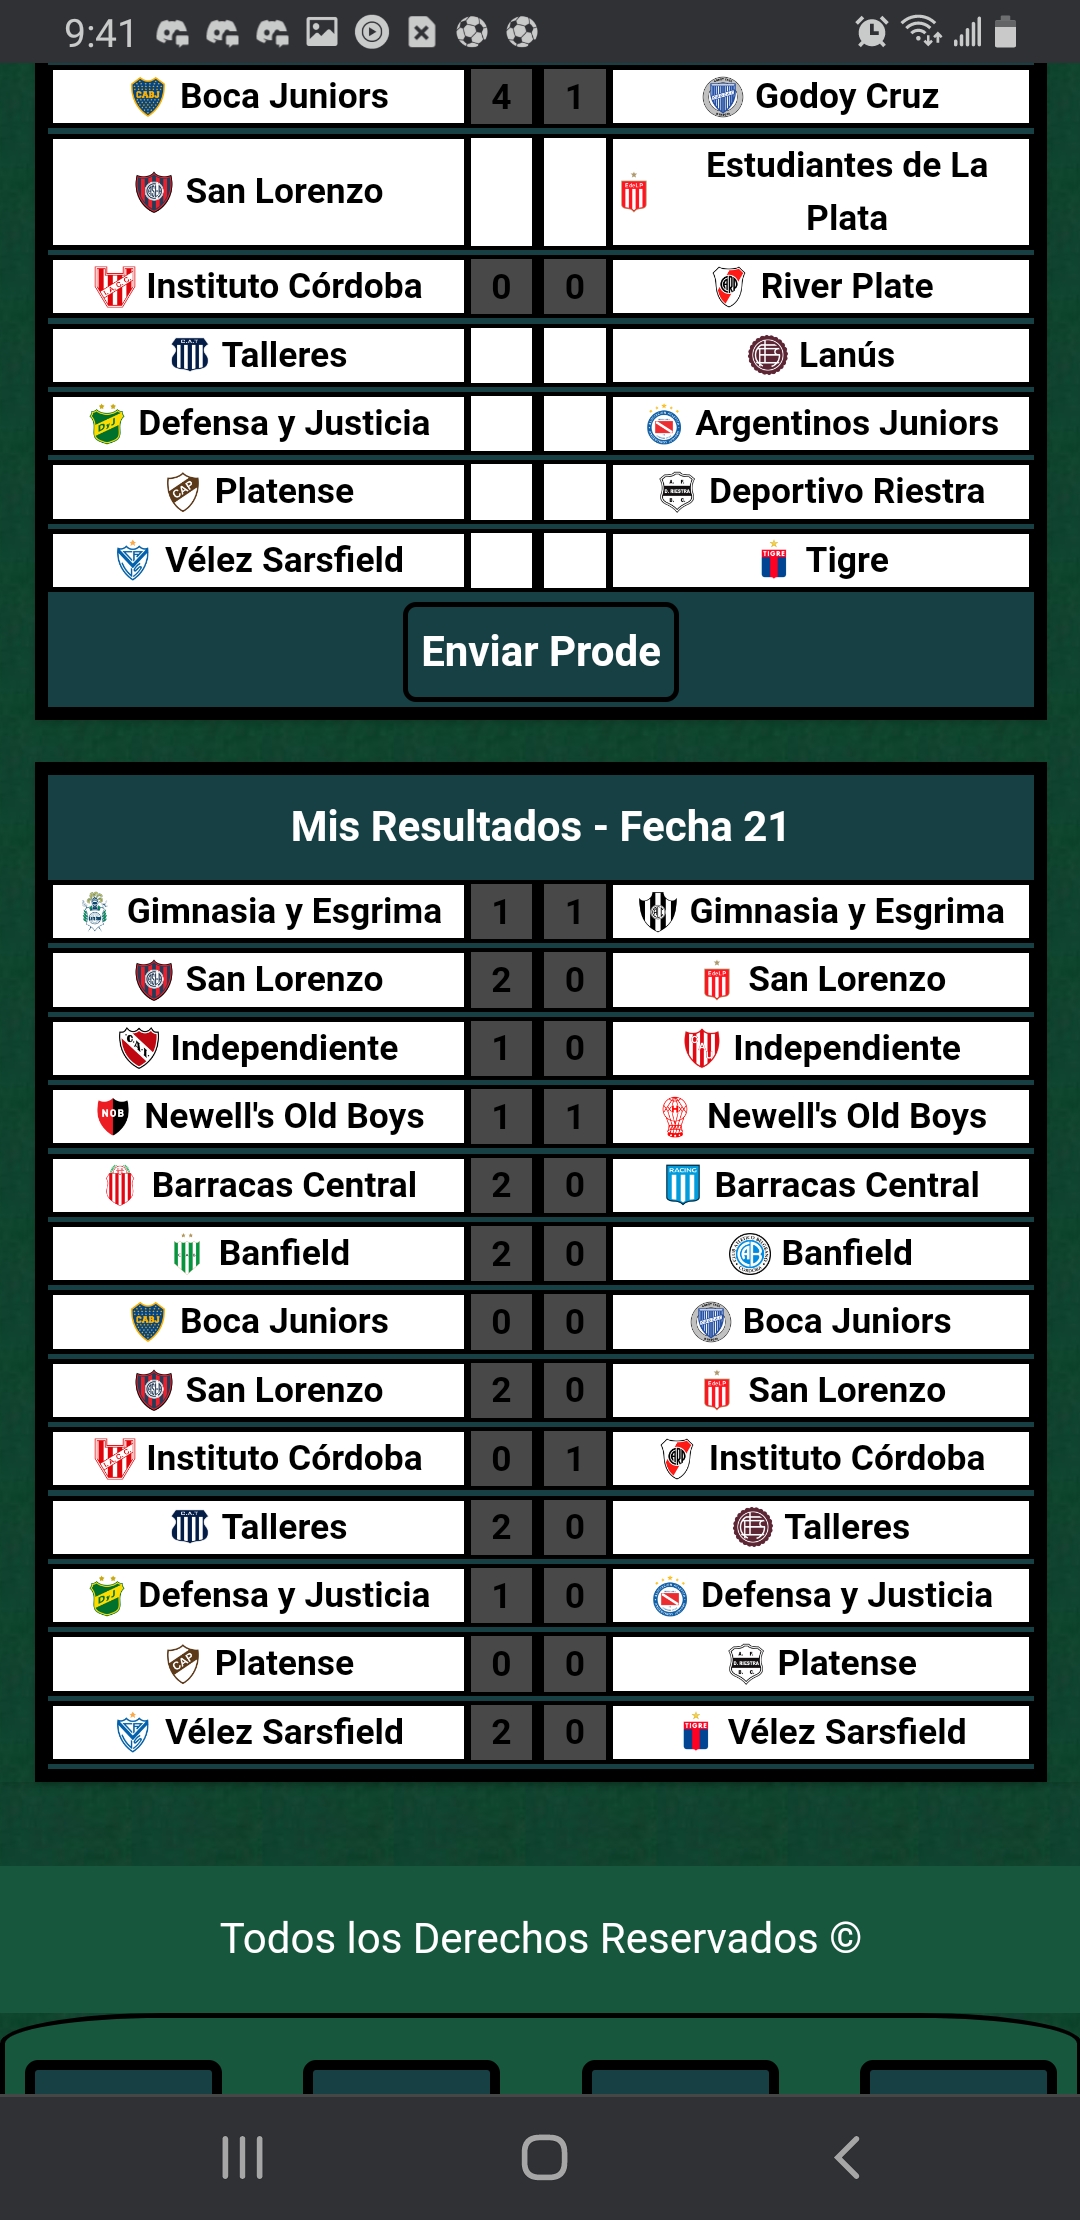 9:41
Boca Juniors 4 1 Godoy Cruz
San Lorenzo Estudiantes de La
Plata
Instituto Córdoba 0 0 River Plate
Talleres Lanús
Defensa y Justicia Argentinos Juniors
Platense Deportivo Riestra
Vélez Sarsfield TIGRE Tigre
Enviar Prode
Mis Resultados - Fecha 21
Gimnasia y Esgrima 1 1 Gimnasia y Esgrima
San Lorenzo 2 0 San Lorenzo
Independiente 1 0 Independiente
NOB Newell's Old Boys 1 1 Newell's Old Boys
Barracas Central 2 0 RACING Barracas Central
Banfield 2 0 Banfield
Boca Juniors 0 0 Boca Juniors
San Lorenzo 2 0 San Lorenzo
Instituto Córdoba 0 1 Instituto Córdoba
Talleres 2 0 Talleres
Defensa y Justicia 1 0 Defensa y Justicia
Platense 0 0 Platense
Vélez Sarsfield 2 0 TIGRE Vélez Sarsfield
Todos los Derechos Reservados ©